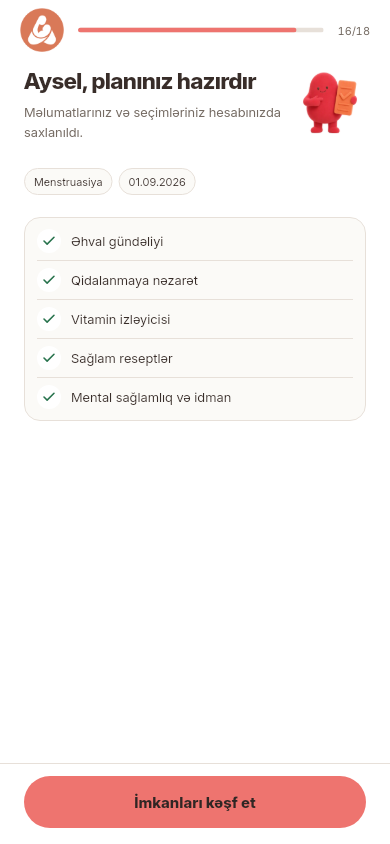 16/18
Aysel, planınız hazırdır
Məlumatlarınız və seçimləriniz hesabınızda
saxlanıldı.
Menstruasiya
01.09.2026
Əhval gündəliyi
Qidalanmaya nəzarət
Vitamin izləyicisi
Sağlam reseptlər
Mental sağlamlıq və idman
İmkanları kəşf et